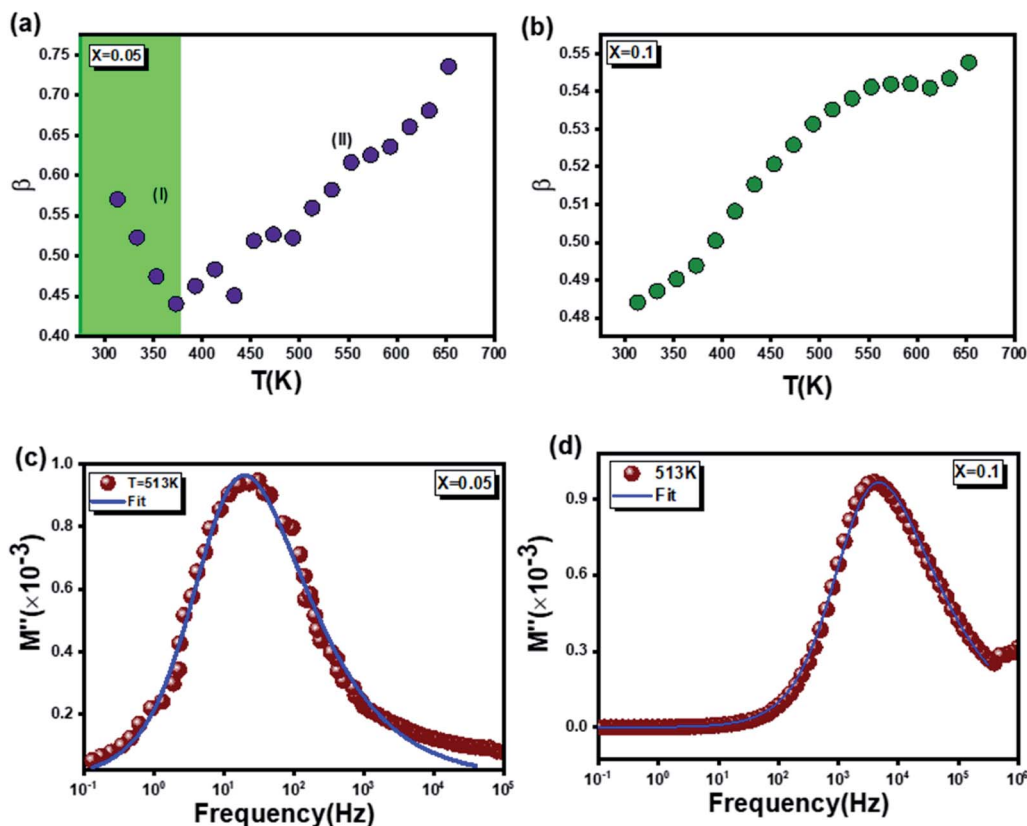 (a)
X=0.05
(I)
(II)
β
0.75
0.70
0.65
0.60
0.55
0.50
0.45
0.40
300 350 400 450 500 550 600 650 700
T(K)
(b)
X=0.1
β
0.55
0.54
0.53
0.52
0.51
0.50
0.49
0.48
300 350 400 450 500 550 600 650 700
T(K)
(c)
T=513K
Fit
X=0.05
M''(×10⁻³)
1.0
0.8
0.6
0.4
0.2
10⁻¹ 10⁰ 10¹ 10² 10³ 10⁴ 10⁵
Frequency(Hz)
(d)
513K
Fit
X=0.1
M''(×10⁻³)
0.9
0.6
0.3
0.0
10⁻¹ 10⁰ 10¹ 10² 10³ 10⁴ 10⁵ 10⁶
Frequency(Hz)